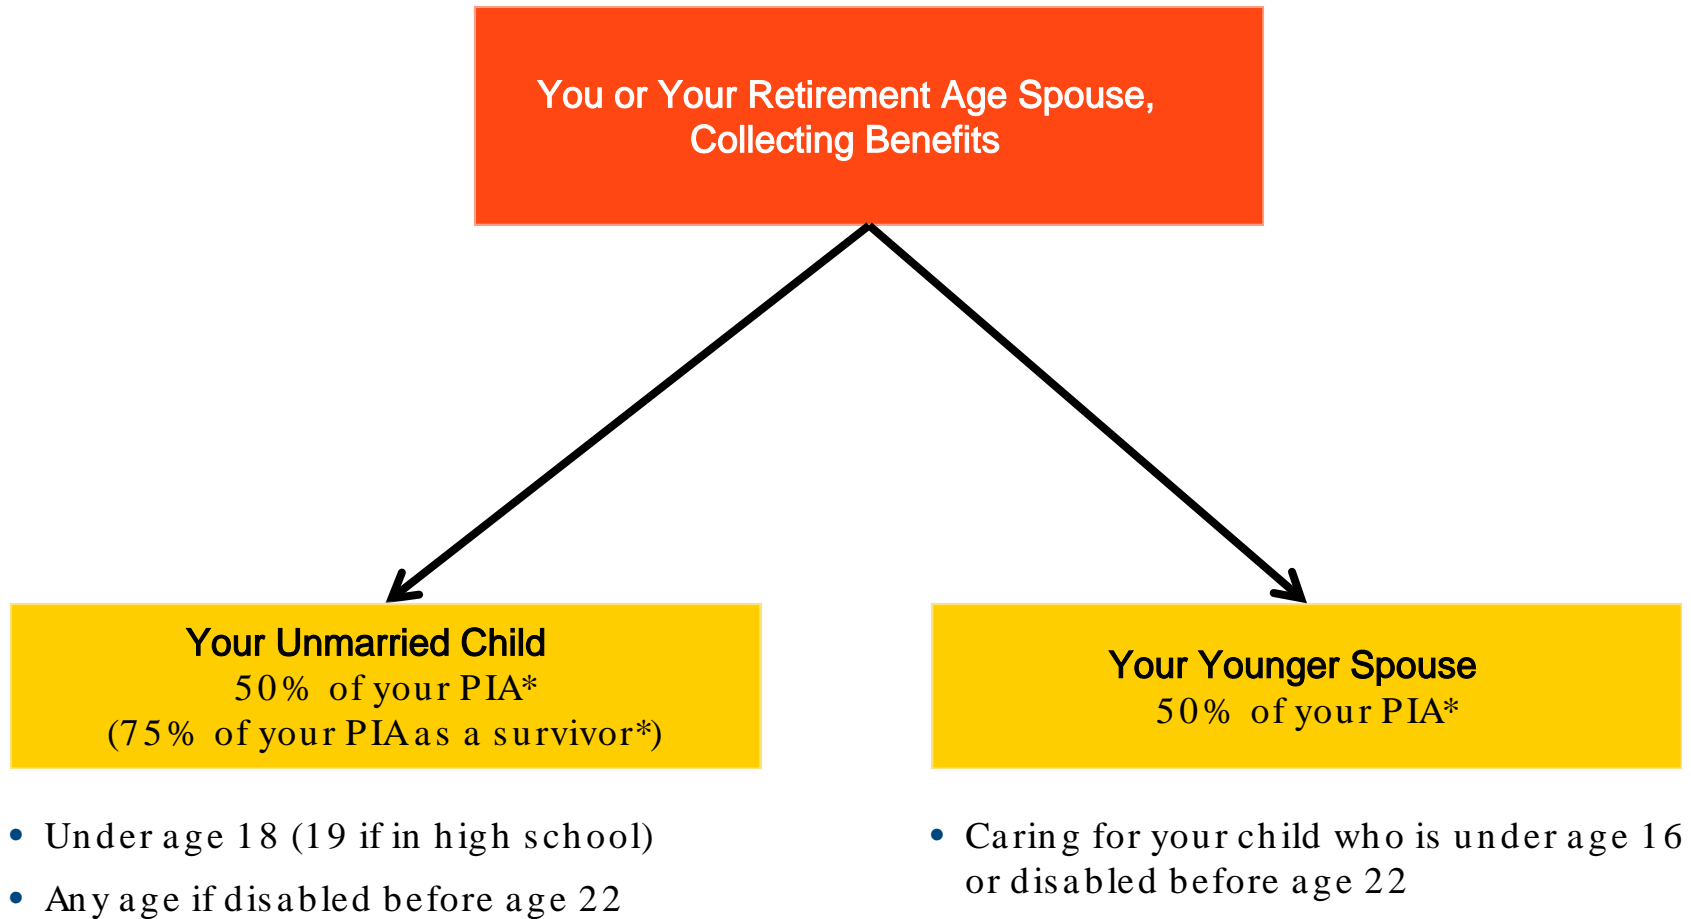 You or Your Retirement Age Spouse,
Collecting Benefits
Your Unmarried Child
50% of your PIA*
(75% of your PIA as a survivor*)
Your Younger Spouse
50% of your PIA*
• Under age 18 (19 if in high school)
• Any age if disabled before age 22
• Caring for your child who is under age 16
or disabled before age 22